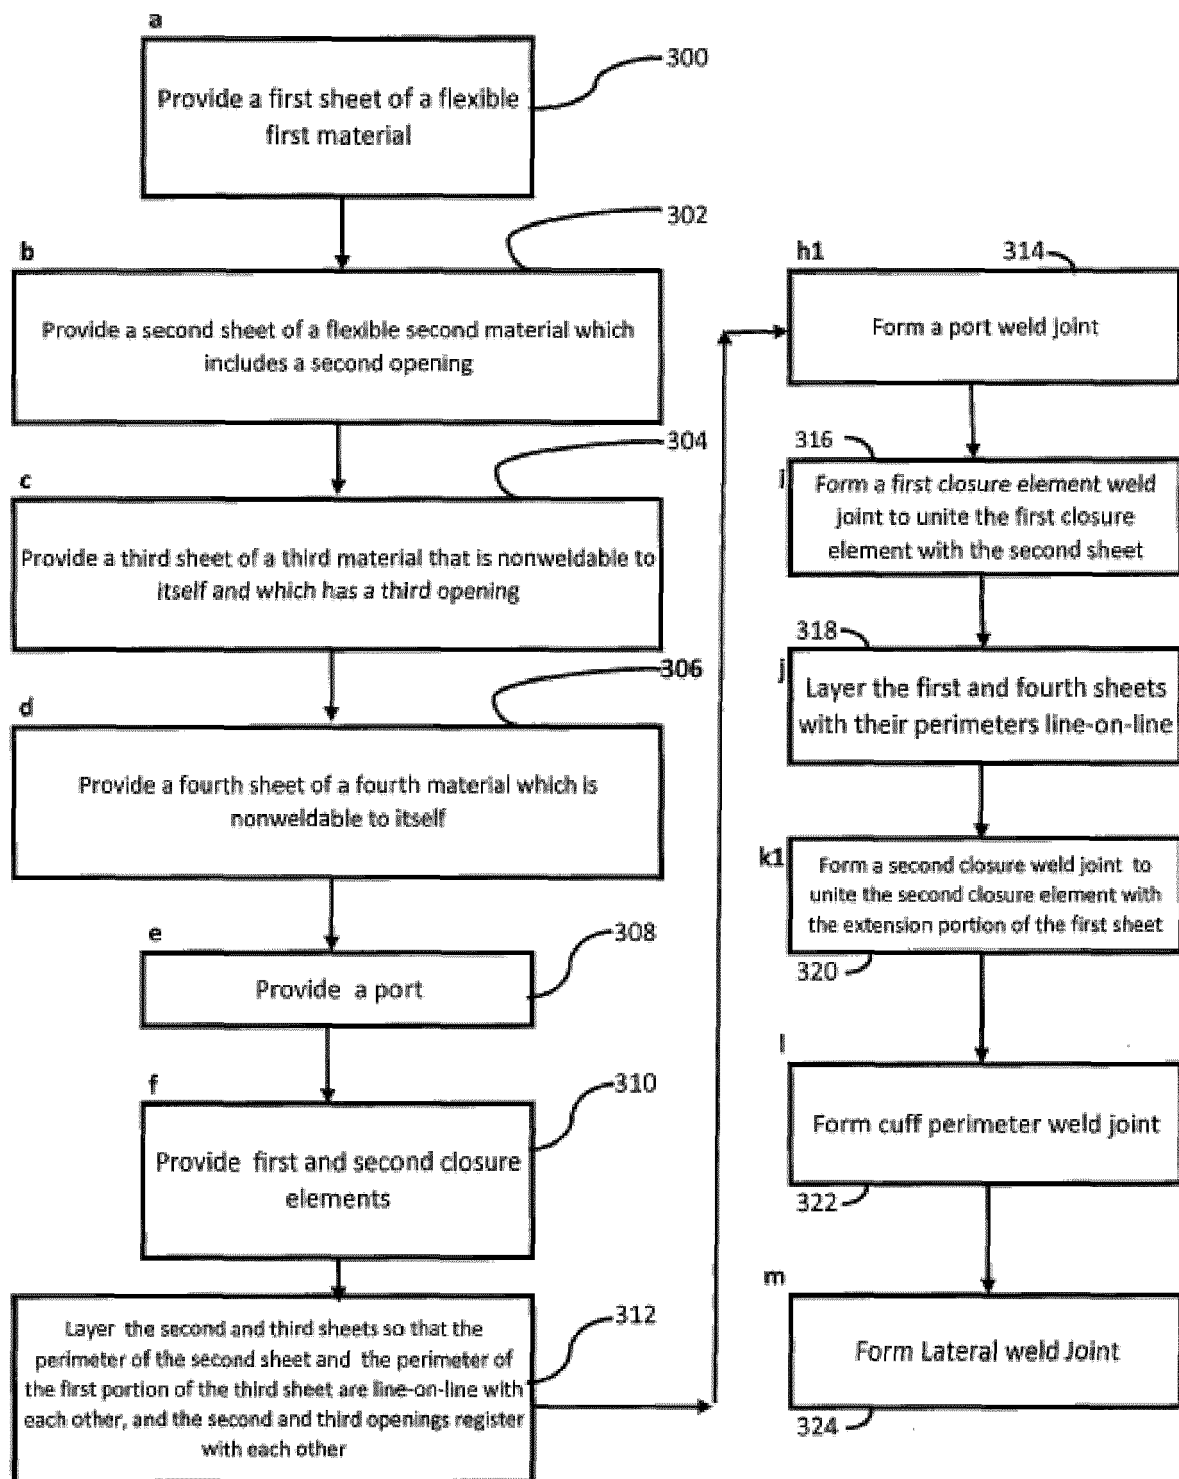 a
300
Provide a first sheet of a flexible
first material
302
b
Provide a second sheet of a flexible second material which
includes a second opening
304
c
Provide a third sheet of a third material that is nonweldable to
itself and which has a third opening
306
d
Provide a fourth sheet of a fourth material which is
nonweldable to itself
e
308
Provide a port
f
310
Provide first and second closure
elements
312
Layer the second and third sheets so that the
perimeter of the second sheet and the perimeter of
the first portion of the third sheet are line-on-line with
each other, and the second and third openings register
with each other
h1
314
Form a port weld joint
316
i
Form a first closure element weld
joint to unite the first closure
element with the second sheet
318
j
Layer the first and fourth sheets
with their perimeters line-on-line
k1
Form a second closure weld joint to
unite the second closure element with
the extension portion of the first sheet
320
l
Form cuff perimeter weld joint
322
m
Form Lateral weld Joint
324